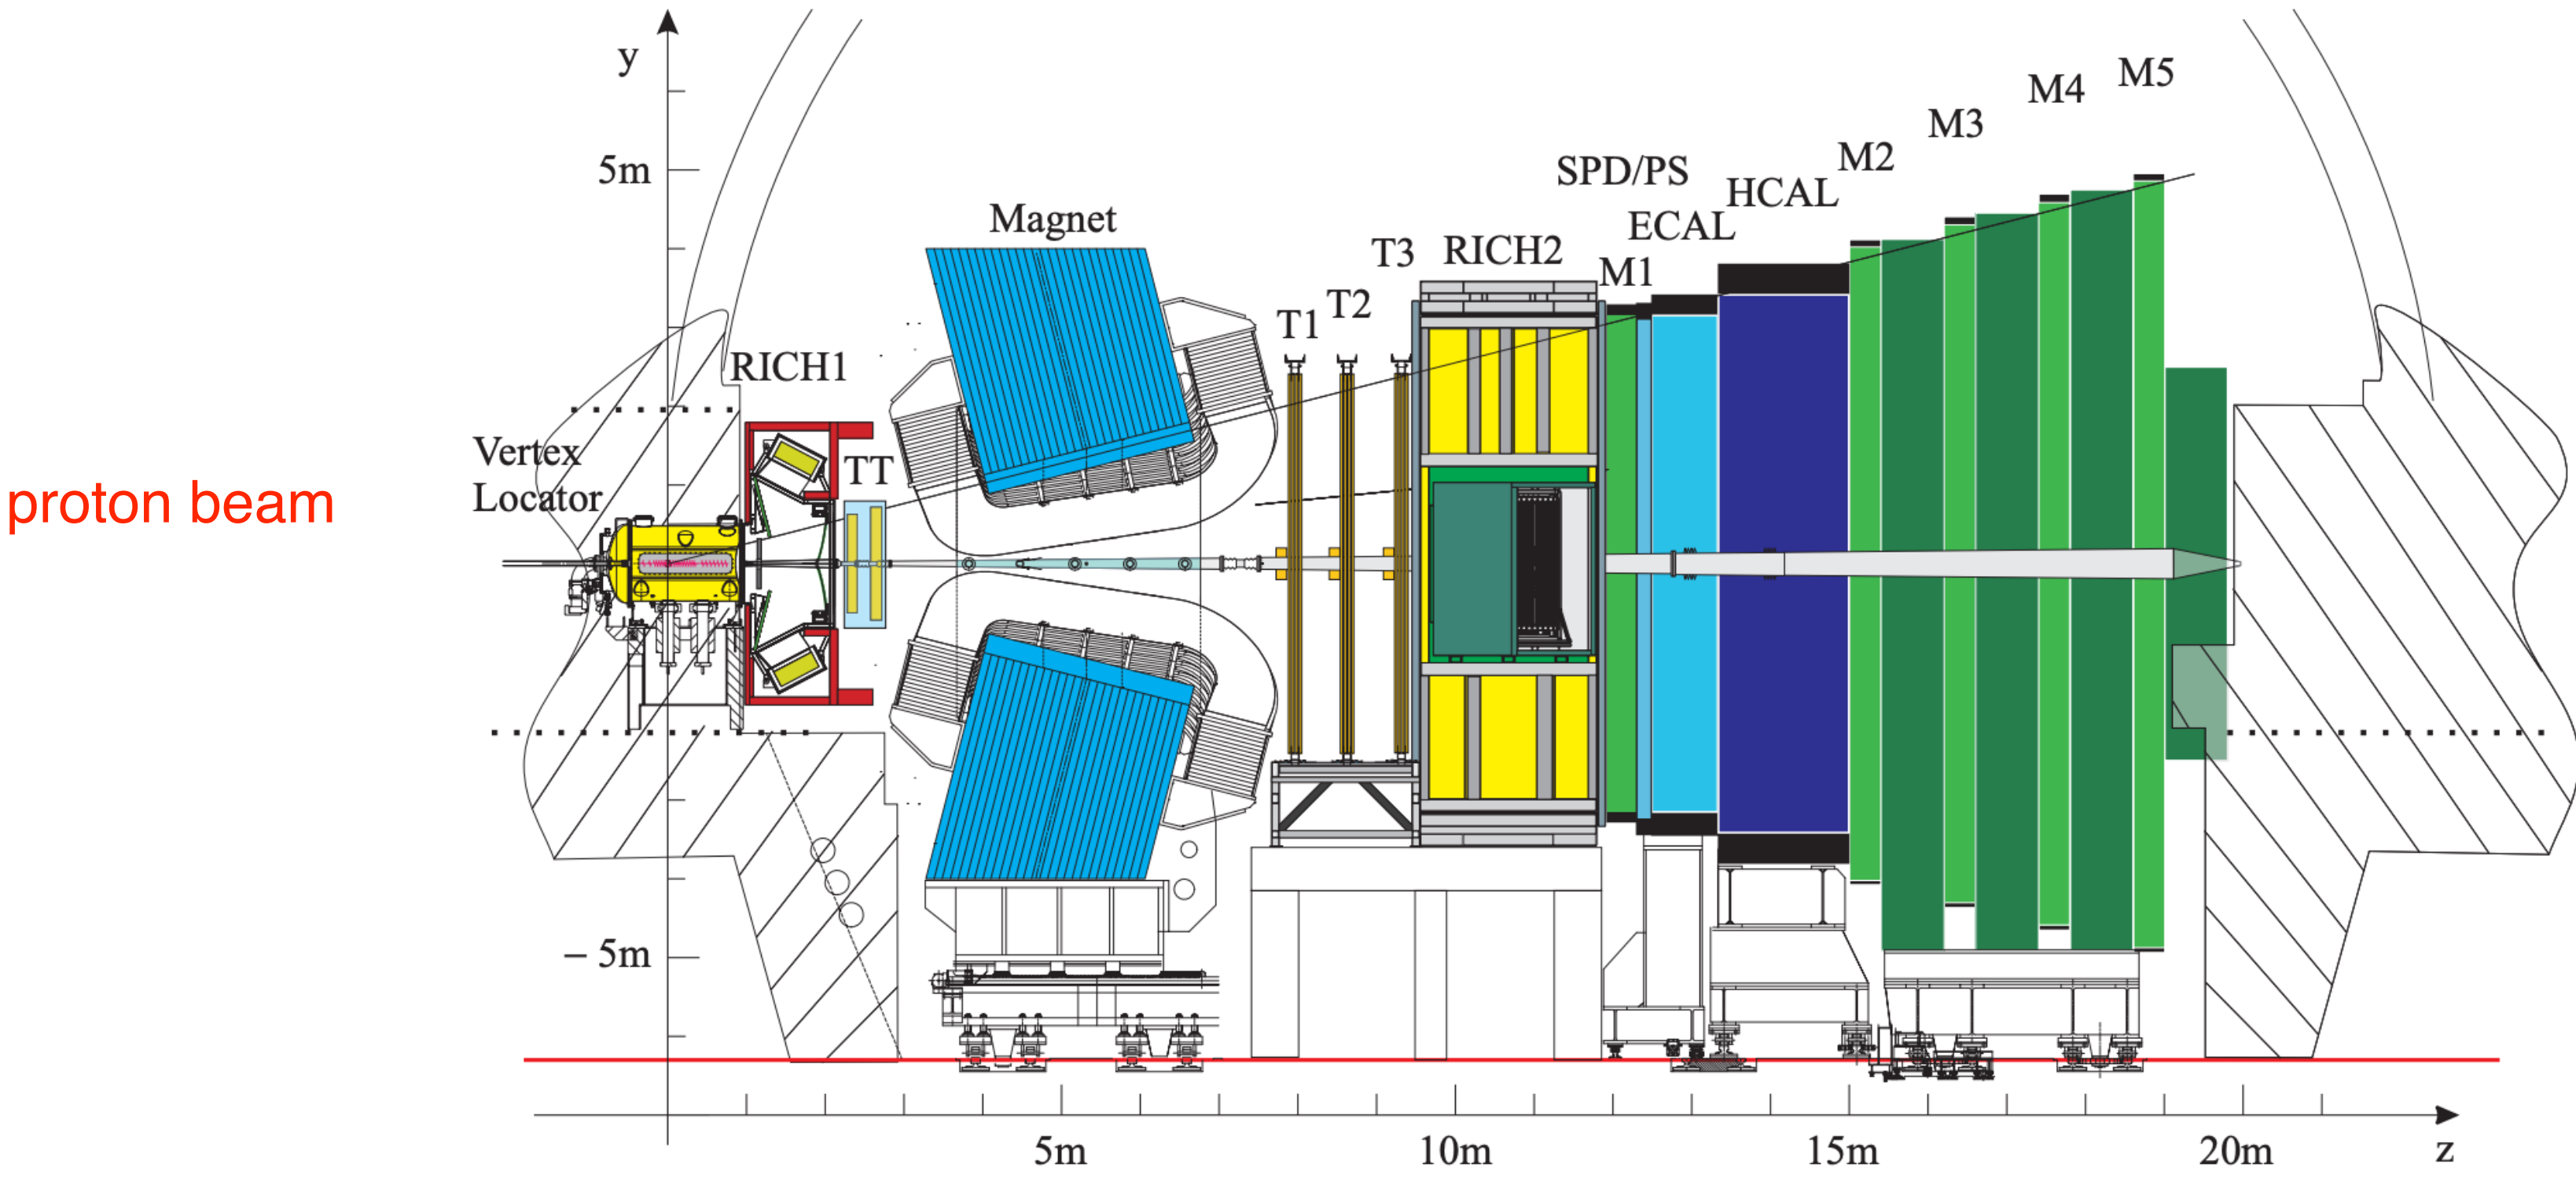 y
M5
M4
M3
M2
5m
SPD/PS
HCAL
ECAL
Magnet
RICH2
T3
M1
T2
T1
RICH1
Vertex
Locator
TT
proton beam
− 5m
5m
10m
15m
20m
z